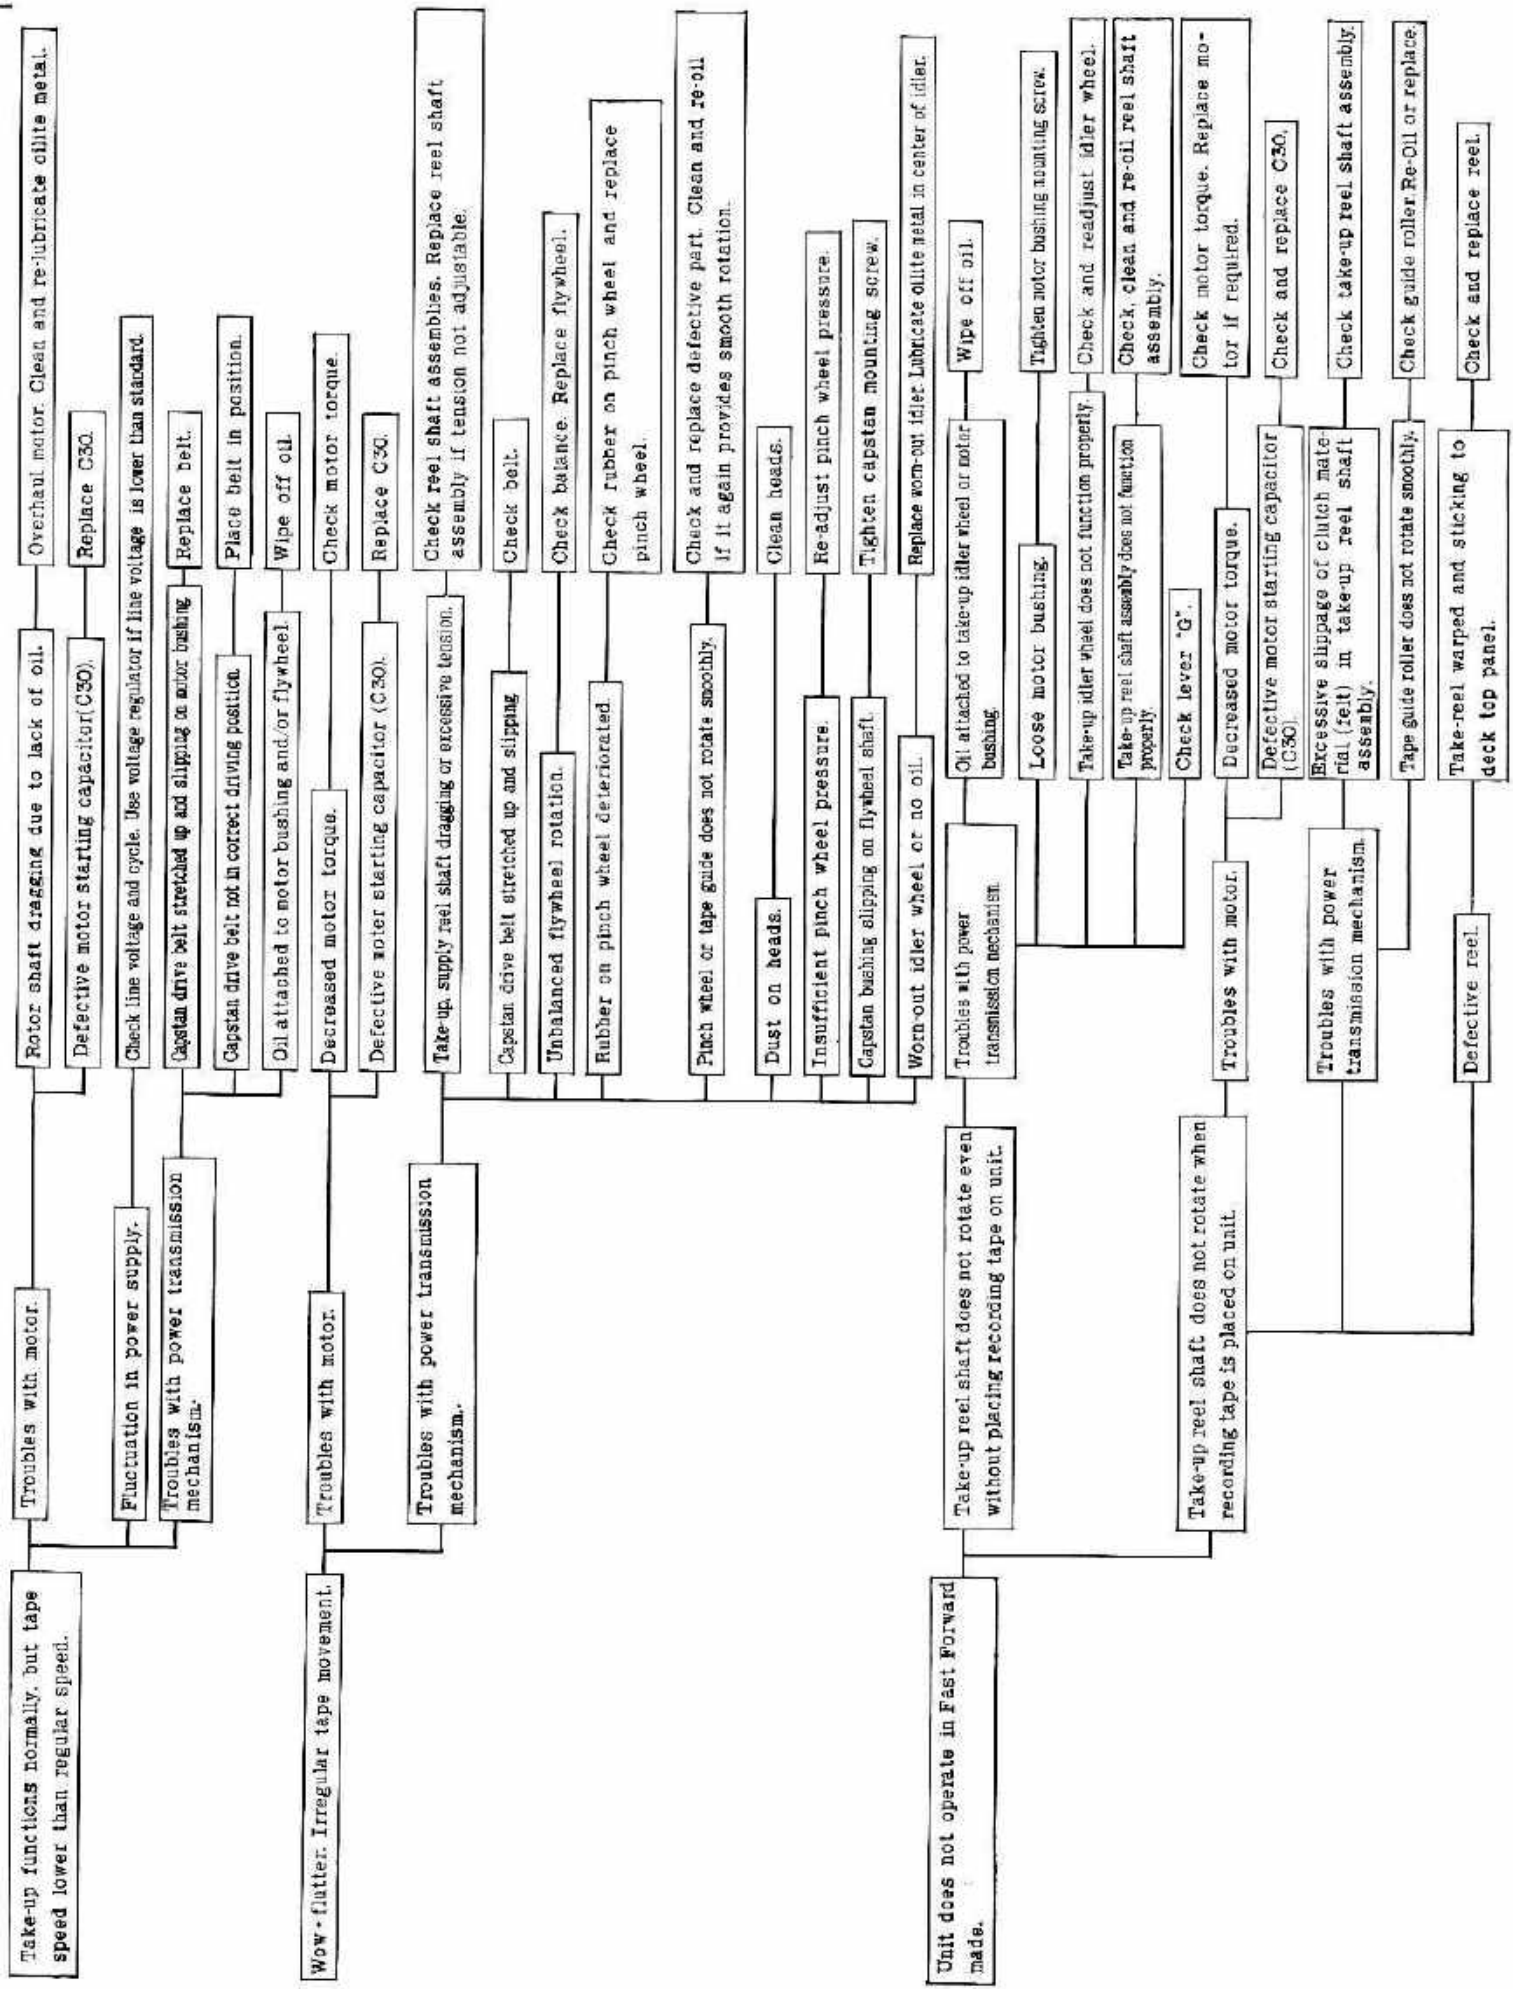 Take-up functions normally, but tape
speed lower than regular speed.
Troubles with motor.
Rotor shaft dragging due to lack of oil.
Overhaul motor. Clean and re-lubricate oilite metal.
Defective motor starting capacitor(C30).
Replace C30.
Fluctuation in power supply.
Check line voltage and cycle. Use voltage regulator if line voltage is lower than standard.
Troubles with power transmission
mechanism.
Capstan drive belt stretched up and slipping on motor bushing
Replace belt.
Capstan drive belt not in correct driving position.
Place belt in position.
Oil attached to motor bushing and/or flywheel.
Wipe off oil.
Wow-flutter. Irregular tape movement.
Troubles with motor.
Decreased motor torque.
Check motor torque.
Defective moter starting capacitor (C30).
Replace C30.
Troubles with power transmission
mechanism.
Take-up, supply reel shaft dragging or excessive tension.
Check reel shaft assembles. Replace reel shaft
assembly if tension not adjustable.
Capstan drive belt stretched up and slipping
Check belt.
Unbalanced flywheel rotation.
Check balance. Replace flywheel.
Rubber on pinch wheel deteriorated.
Check rubber on pinch wheel and replace
pinch wheel.
Pinch wheel or tape guide does not rotate smoothly.
Check and replace defective part. Clean and re-oil
if it again provides smooth rotation.
Dust on heads.
Clean heads.
Insufficient pinch wheel pressure.
Re-adjust pinch wheel pressure.
Capstan bushing slipping on flywheel shaft.
Tighten capstan mounting screw.
Worn-out idler wheel or no oil.
Replace worn-out idler. Lubricate oilite metal in center of idler.
Unit does not operate in Fast Forward
made.
Take-up reel shaft does not rotate even
without placing recording tape on unit.
Troubles with power
transmission mechanism
Oil attached to take-up idler wheel or motor
bushing.
Wipe off oil.
Loose motor bushing.
Tighten motor bushing mounting screw.
Take-up idler wheel does not function properly.
Check and readjust idler wheel.
Take-up reel shaft assembly does not function
properly.
Check, clean and re-oil reel shaft
assembly.
Check lever "G".
Take-up reel shaft does not rotate when
recording tape is placed on unit.
Troubles with motor.
Decreased motor torque.
Check motor torque. Replace mo-
tor if required.
Defective motor staring capacitor
(C30).
Check and replace C30.
Troubles with power
transmission mechanism.
Excessive slippage of clutch mate-
rial (felt) in take-up reel shaft
assembly.
Check take-up reel shaft assembly.
Tape guide roller does not rotate smoothly.
Check guide roller. Re-Oil or replace.
Defective reel.
Take-reel warped and sticking to
deck top panel.
Check and replace reel.